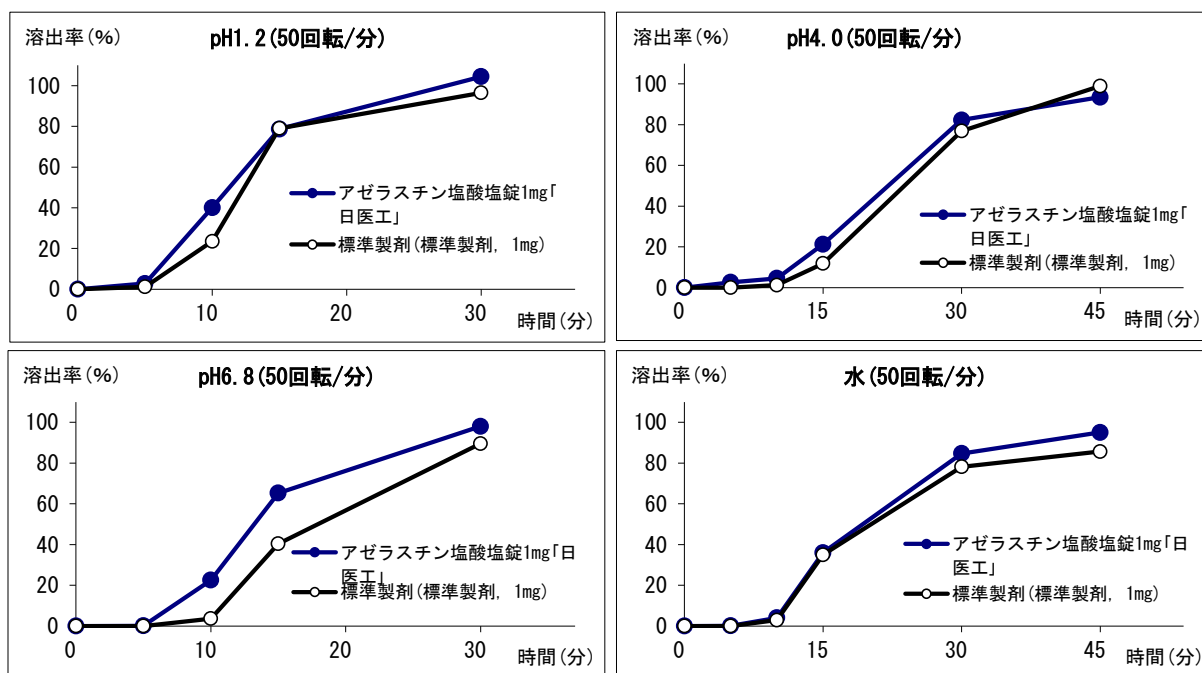 溶出率(%)
pH1.2(50回転/分)
100
80
60
40
20
0
アゼラスチン塩酸塩錠1mg「
日医工」
標準製剤(標準製剤, 1mg)
0
10
20
30
時間(分)
溶出率(%)
pH4.0(50回転/分)
100
80
60
40
20
0
アゼラスチン塩酸塩錠1mg「
日医工」
標準製剤(標準製剤, 1mg)
0
15
30
45
時間(分)
溶出率(%)
pH6.8(50回転/分)
100
80
60
40
20
0
アゼラスチン塩酸塩錠1mg「日
医工」
標準製剤(標準製剤, 1mg)
0
10
20
30
時間(分)
溶出率(%)
水(50回転/分)
100
80
60
40
20
0
アゼラスチン塩酸塩錠1mg「日
医工」
標準製剤(標準製剤, 1mg)
0
15
30
45
時間(分)